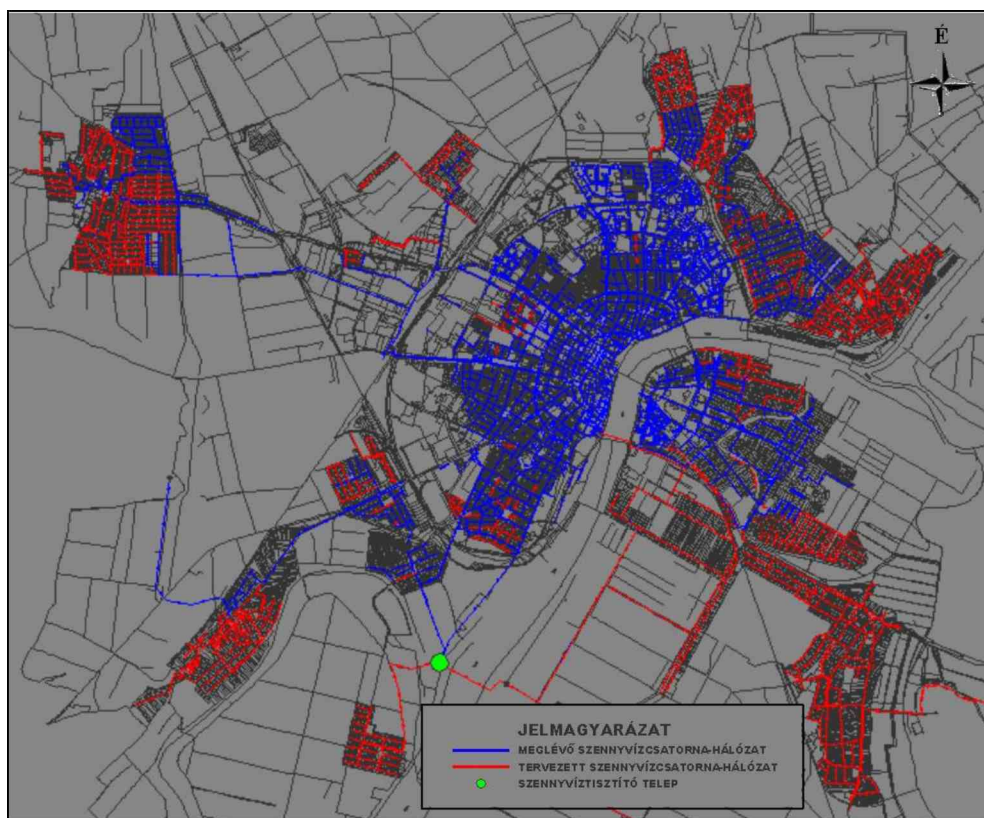 É
JELMAGYARÁZAT
MEGLÉVŐ SZENNYVÍZCSATORNA-HÁLÓZAT
TERVEZETT SZENNYVÍZCSATORNA-HÁLÓZAT
SZENNYVÍZTISZTÍTÓ TELEP